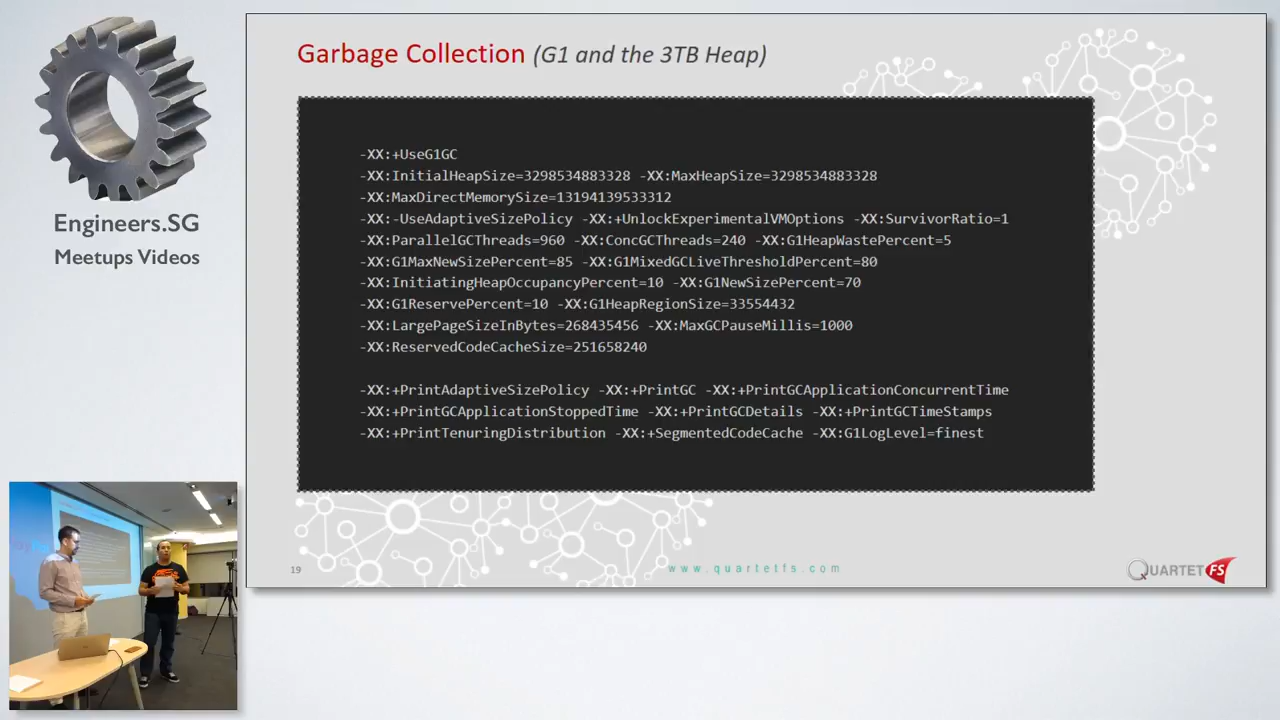 Engineers.SG
Meetups Videos
Garbage Collection (G1 and the 3TB Heap)
-XX:+UseG1GC
-XX:InitialHeapSize=3298534883328 -XX:MaxHeapSize=3298534883328
-XX:MaxDirectMemorySize=13194139533312
-XX:-UseAdaptiveSizePolicy -XX:+UnlockExperimentalVMOptions -XX:SurvivorRatio=1
-XX:ParallelGCThreads=960 -XX:ConcGCThreads=240 -XX:G1HeapWastePercent=5
-XX:G1MaxNewSizePercent=85 -XX:G1MixedGCLiveThresholdPercent=80
-XX:InitiatingHeapOccupancyPercent=10 -XX:G1NewSizePercent=70
-XX:G1ReservePercent=10 -XX:G1HeapRegionSize=33554432
-XX:LargePageSizeInBytes=268435456 -XX:MaxGCPauseMillis=1000
-XX:ReservedCodeCacheSize=251658240
-XX:+PrintAdaptiveSizePolicy -XX:+PrintGC -XX:+PrintGCApplicationConcurrentTime
-XX:+PrintGCApplicationStoppedTime -XX:+PrintGCDetails -XX:+PrintGCTimeStamps
-XX:+PrintTenuringDistribution -XX:+SegmentedCodeCache -XX:G1LogLevel=finest
19
www.quartetfs.com
QUARTET FS